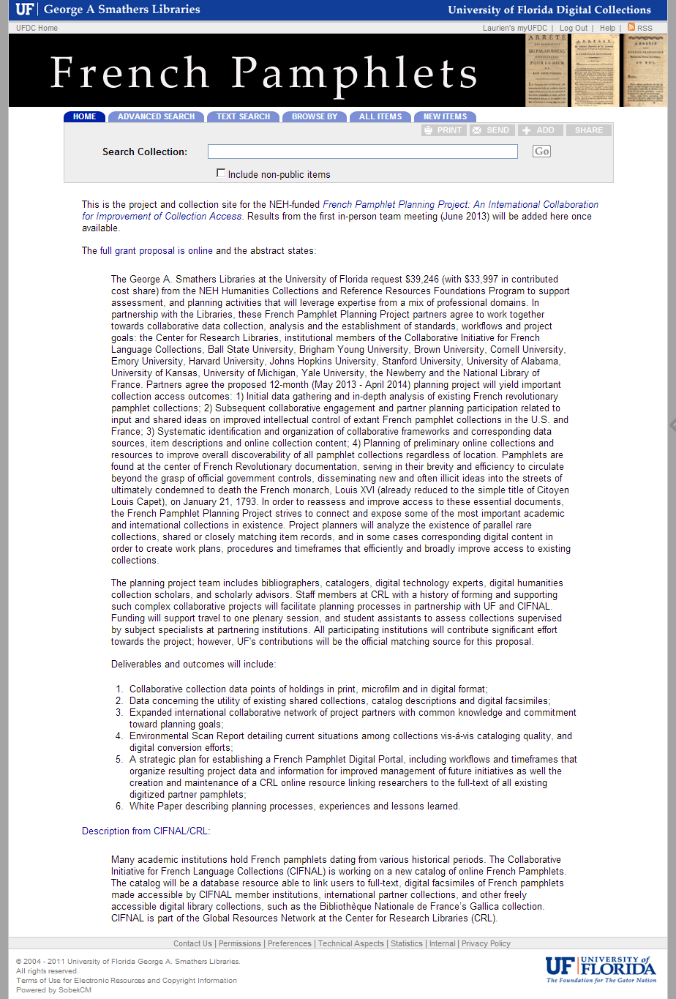 UF George A Smathers Libraries University of Florida Digital Collections
UFDC Home Laurien's myUFDC | Log Out | Help | RSS
French Pamphlets
HOME ADVANCED SEARCH TEXT SEARCH BROWSE BY ALL ITEMS NEW ITEMS
PRINT SEND ADD SHARE
Search Collection: Go
Include non-public items
This is the project and collection site for the NEH-funded French Pamphlet Planning Project: An International Collaboration
for Improvement of Collection Access. Results from the first in-person team meeting (June 2013) will be added here once
available.
The full grant proposal is online and the abstract states:
The George A. Smathers Libraries at the University of Florida request $39,246 (with $33,997 in contributed
cost share) from the NEH Humanities Collections and Reference Resources Foundations Program to support
assessment, and planning activities that will leverage expertise from a mix of professional domains. In
partnership with the Libraries, these French Pamphlet Planning Project partners agree to work together
towards collaborative data collection, analysis and the establishment of standards, workflows and project
goals: the Center for Research Libraries, institutional members of the Collaborative Initiative for French
Language Collections, Ball State University, Brigham Young University, Brown University, Cornell University,
Emory University, Harvard University, Johns Hopkins University, Stanford University, University of Alabama,
University of Kansas, University of Michigan, Yale University, the Newberry and the National Library of
France. Partners agree the proposed 12-month (May 2013 - April 2014) planning project will yield important
collection access outcomes: 1) Initial data gathering and in-depth analysis of existing French revolutionary
pamphlet collections; 2) Subsequent collaborative engagement and partner planning participation related to
input and shared ideas on improved intellectual control of extant French pamphlet collections in the U.S. and
France; 3) Systematic identification and organization of collaborative frameworks and corresponding data
sources, item descriptions and online collection content; 4) Planning of preliminary online collections and
resources to improve overall discoverability of all pamphlet collections regardless of location. Pamphlets are
found at the center of French Revolutionary documentation, serving in their brevity and efficiency to circulate
beyond the grasp of official government controls, disseminating new and often illicit ideas into the streets of
ultimately condemned to death the French monarch, Louis XVI (already reduced to the simple title of Citoyen
Louis Capet), on January 21, 1793. In order to reassess and improve access to these essential documents,
the French Pamphlet Planning Project strives to connect and expose some of the most important academic
and international collections in existence. Project planners will analyze the existence of parallel rare
collections, shared or closely matching item records, and in some cases corresponding digital content in
order to create work plans, procedures and timeframes that efficiently and broadly improve access to existing
collections.
The planning project team includes bibliographers, catalogers, digital technology experts, digital humanities
collection scholars, and scholarly advisors. Staff members at CRL with a history of forming and supporting
such complex collaborative projects will facilitate planning processes in partnership with UF and CIFNAL.
Funding will support travel to one plenary session, and student assistants to assess collections supervised
by subject specialists at partnering institutions. All participating institutions will contribute significant effort
towards the project; however, UF's contributions will be the official matching source for this proposal.
Deliverables and outcomes will include:
1. Collaborative collection data points of holdings in print, microfilm and in digital format;
2. Data concerning the utility of existing shared collections, catalog descriptions and digital facsimiles;
3. Expanded international collaborative network of project partners with common knowledge and commitment
toward planning goals;
4. Environmental Scan Report detailing current situations among collections vis-á-vis cataloging quality, and
digital conversion efforts;
5. A strategic plan for establishing a French Pamphlet Digital Portal, including workflows and timeframes that
organize resulting project data and information for improved management of future initiatives as well the
creation and maintenance of a CRL online resource linking researchers to the full-text of all existing
digitized partner pamphlets;
6. White Paper describing planning processes, experiences and lessons learned.
Description from CIFNAL/CRL:
Many academic institutions hold French pamphlets dating from various historical periods. The Collaborative
Initiative for French Language Collections (CIFNAL) is working on a new catalog of online French Pamphlets.
The catalog will be a database resource able to link users to full-text, digital facsimiles of French pamphlets
made accessible by CIFNAL member institutions, international partner collections, and other freely
accessible digital library collections, such as the Bibliothèque Nationale de France's Gallica collection.
CIFNAL is part of the Global Resources Network at the Center for Research Libraries (CRL).
Contact Us | Permissions | Preferences | Technical Aspects | Statistics | Internal | Privacy Policy
© 2004 - 2011 University of Florida George A. Smathers Libraries.
All rights reserved.
Terms of Use for Electronic Resources and Copyright Information
Powered by SobekCM
UF UNIVERSITY of FLORIDA
The Foundation for The Gator Nation